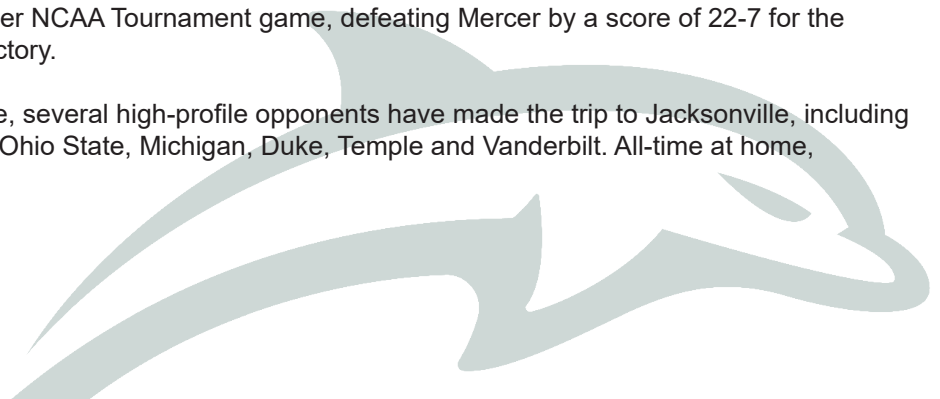 er NCAA Tournament game, defeating Mercer by a score of 22-7 for the
ctory.
e, several high-profile opponents have made the trip to Jacksonville, including
Ohio State, Michigan, Duke, Temple and Vanderbilt. All-time at home,